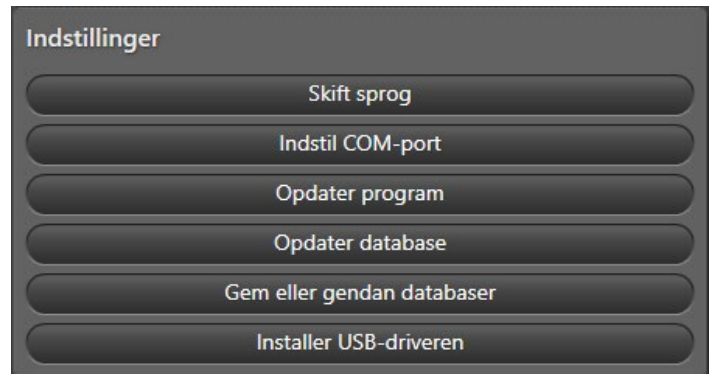 Indstillinger
Skift sprog
Indstil COM-port
Opdater program
Opdater database
Gem eller gendan databaser
Installer USB-driveren